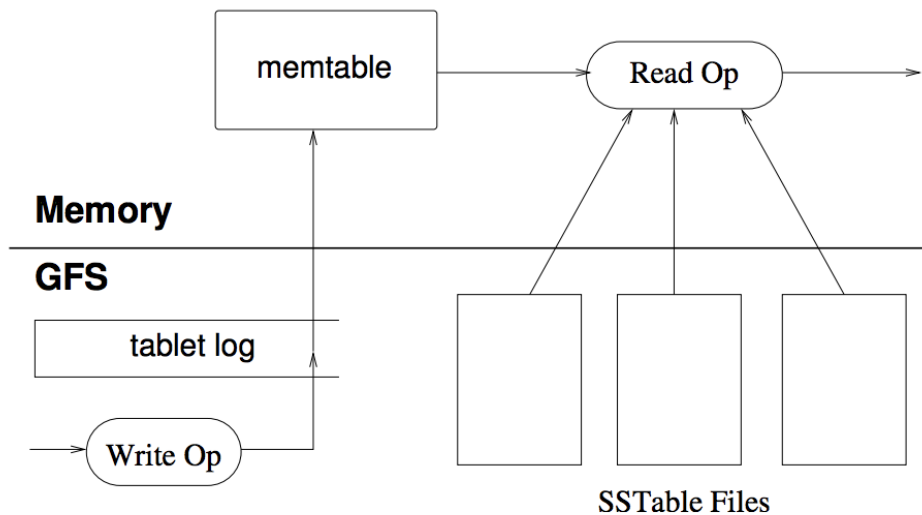 memtable
Read Op
Memory
GFS
tablet log
Write Op
SSTable Files